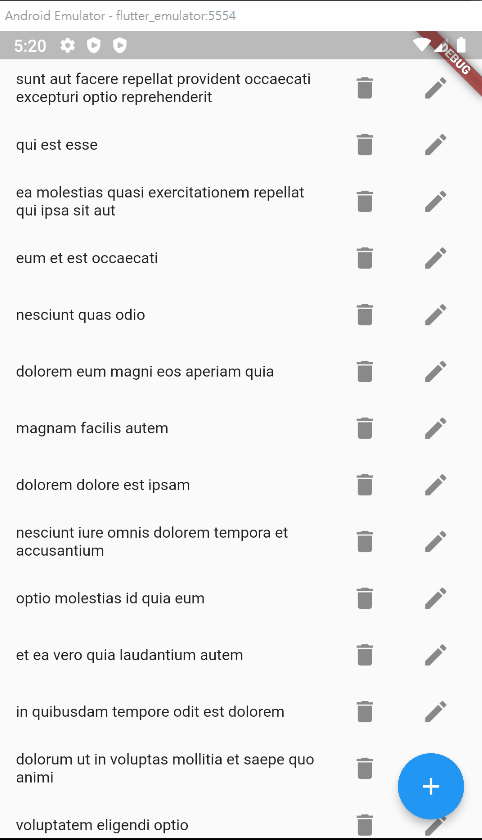 Android Emulator - flutter_emulator:5554
5:20
DEBUG
sunt aut facere repellat provident occaecati
excepturi optio reprehenderit
qui est esse
ea molestias quasi exercitationem repellat
qui ipsa sit aut
eum et est occaecati
nesciunt quas odio
dolorem eum magni eos aperiam quia
magnam facilis autem
dolorem dolore est ipsam
nesciunt iure omnis dolorem tempora et
accusantium
optio molestias id quia eum
et ea vero quia laudantium autem
in quibusdam tempore odit est dolorem
dolorum ut in voluptas mollitia et saepe quo
animi
voluptatem eligendi optio